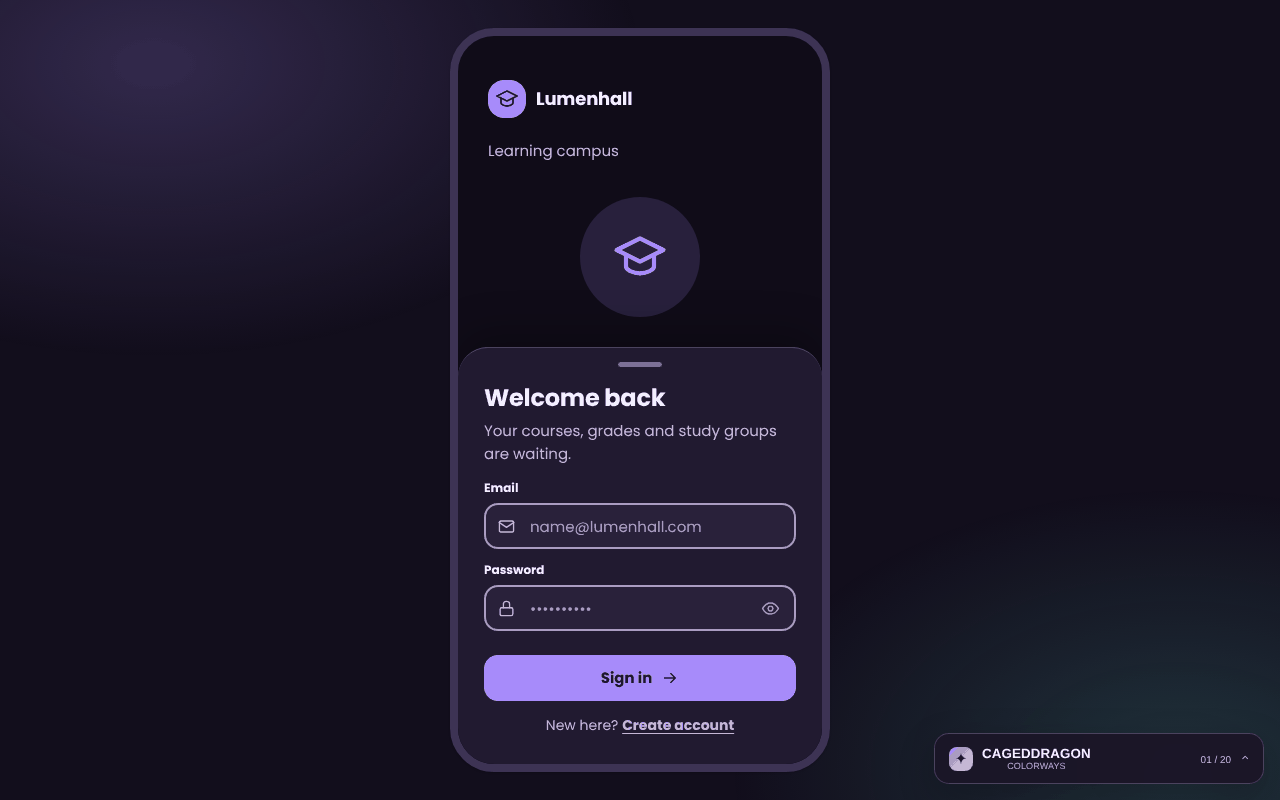 Lumenhall
Learning campus
Welcome back
Your courses, grades and study groups
are waiting.
Email
name@lumenhall.com
Password
••••••••••
Sign in →
New here? Create account
CAGEDDRAGON
COLORWAYS
01 / 20